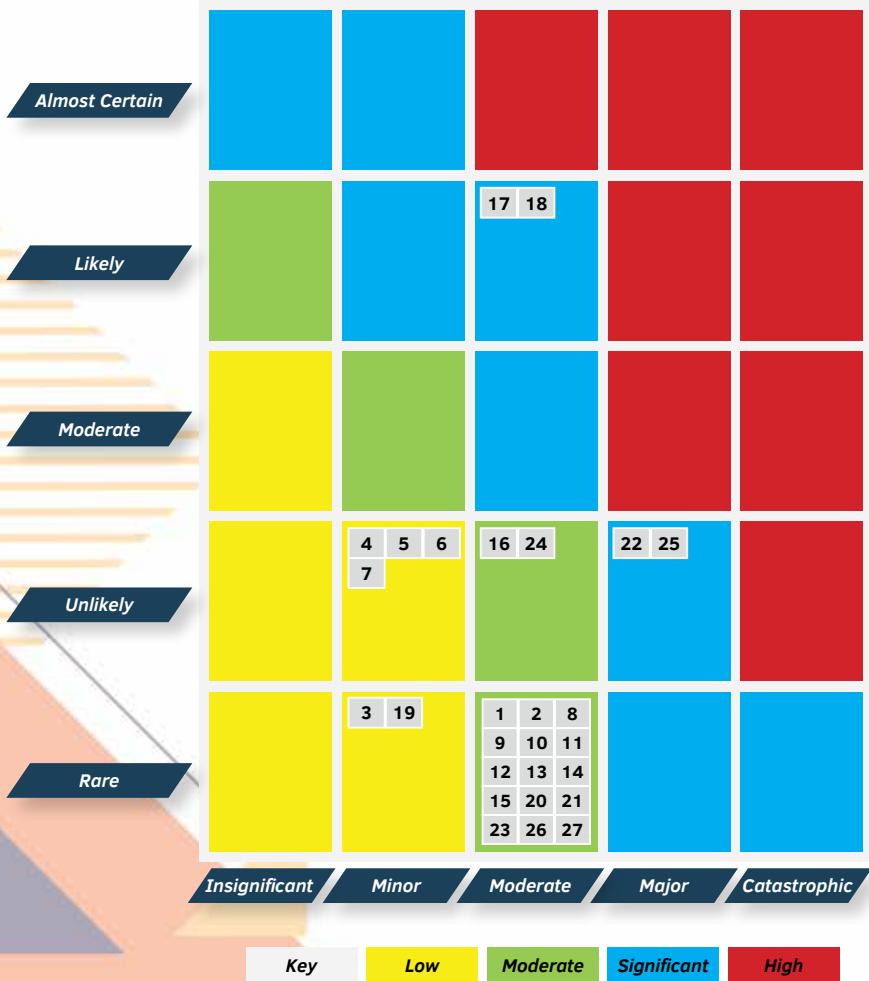 Almost Certain
Likely
17 18
Moderate
Unlikely
4 5 6
7
16 24
22 25
Rare
3 19
1 2 8
9 10 11
12 13 14
15 20 21
23 26 27
Insignificant Minor Moderate Major Catastrophic
Key Low Moderate Significant High